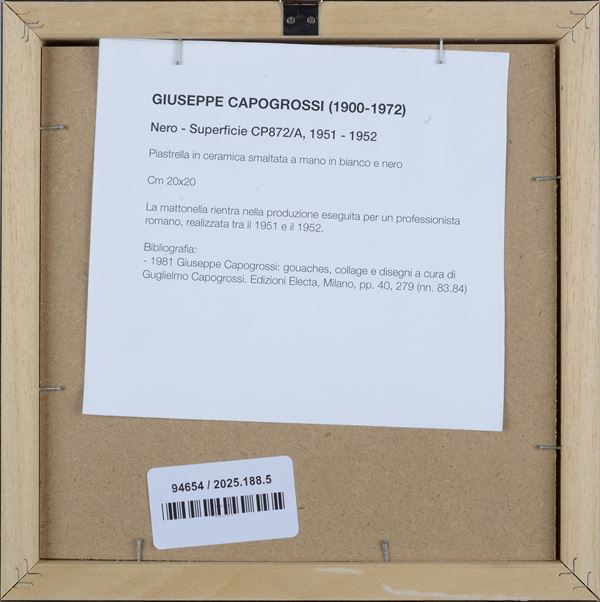 GIUSEPPE CAPOGROSSI (1900-1972)
Nero - Superficie CP872/A, 1951 - 1952
Piastrella in ceramica smaltata a mano in bianco e nero
Cm 20x20
La mattonella rientra nella produzione eseguita per un professionista
romano, realizzata tra il 1951 e il 1952.
Bibliografia:
- 1981 Giuseppe Capogrossi: gouaches, collage e disegni a cura di
Guglielmo Capogrossi. Edizioni Electa, Milano, pp. 40, 279 (nn. 83.84)
94654 / 2025.188.5